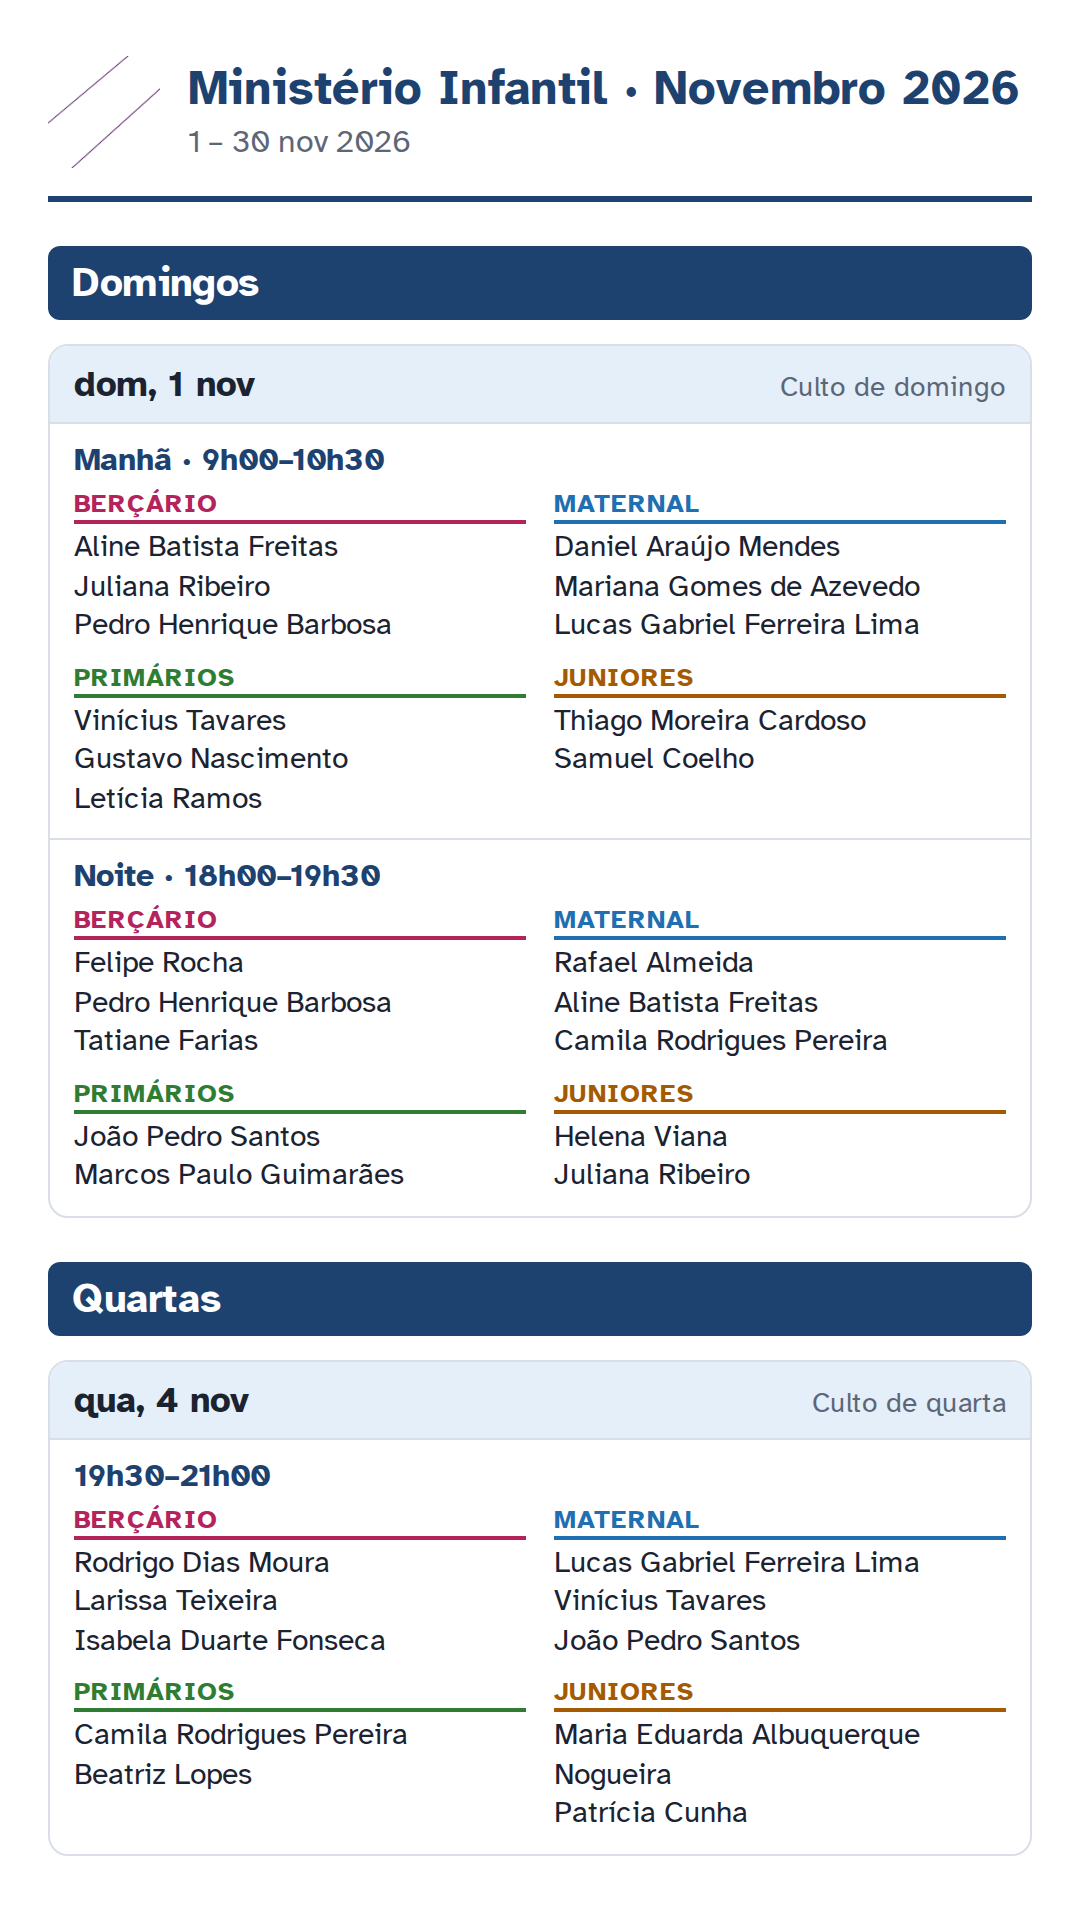 Ministério Infantil • Novembro 2026
1 – 30 nov 2026
Domingos
dom, 1 nov
Culto de domingo
Manhã • 9h00–10h30
BERÇÁRIO
Aline Batista Freitas
Juliana Ribeiro
Pedro Henrique Barbosa
MATERNAL
Daniel Araújo Mendes
Mariana Gomes de Azevedo
Lucas Gabriel Ferreira Lima
PRIMÁRIOS
Vinícius Tavares
Gustavo Nascimento
Letícia Ramos
JUNIORES
Thiago Moreira Cardoso
Samuel Coelho
Noite • 18h00–19h30
BERÇÁRIO
Felipe Rocha
Pedro Henrique Barbosa
Tatiane Farias
MATERNAL
Rafael Almeida
Aline Batista Freitas
Camila Rodrigues Pereira
PRIMÁRIOS
João Pedro Santos
Marcos Paulo Guimarães
JUNIORES
Helena Viana
Juliana Ribeiro
Quartas
qua, 4 nov
Culto de quarta
19h30–21h00
BERÇÁRIO
Rodrigo Dias Moura
Larissa Teixeira
Isabela Duarte Fonseca
MATERNAL
Lucas Gabriel Ferreira Lima
Vinícius Tavares
João Pedro Santos
PRIMÁRIOS
Camila Rodrigues Pereira
Beatriz Lopes
JUNIORES
Maria Eduarda Albuquerque
Nogueira
Patrícia Cunha